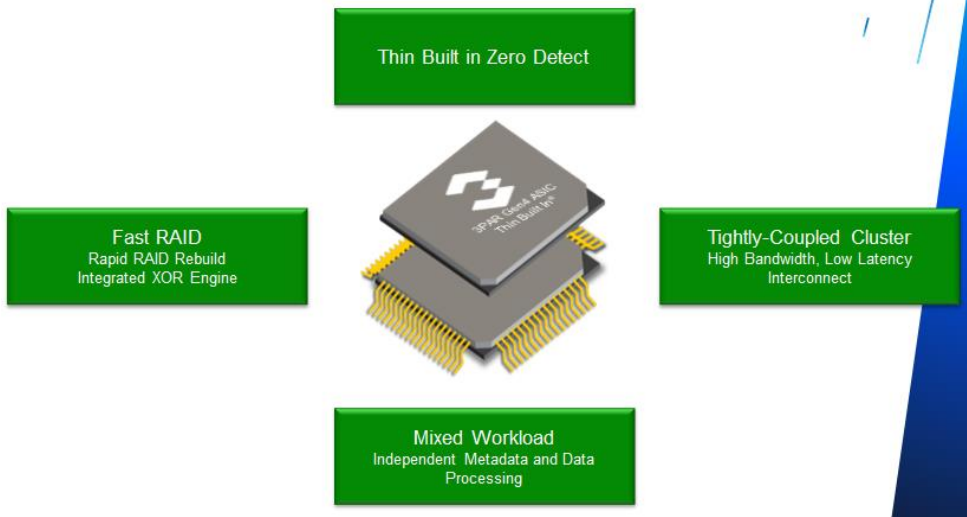 Thin Built in Zero Detect
3PAR Gen4 ASIC
Thin Built In®
Fast RAID
Rapid RAID Rebuild
Integrated XOR Engine
Tightly-Coupled Cluster
High Bandwidth, Low Latency
Interconnect
Mixed Workload
Independent Metadata and Data
Processing